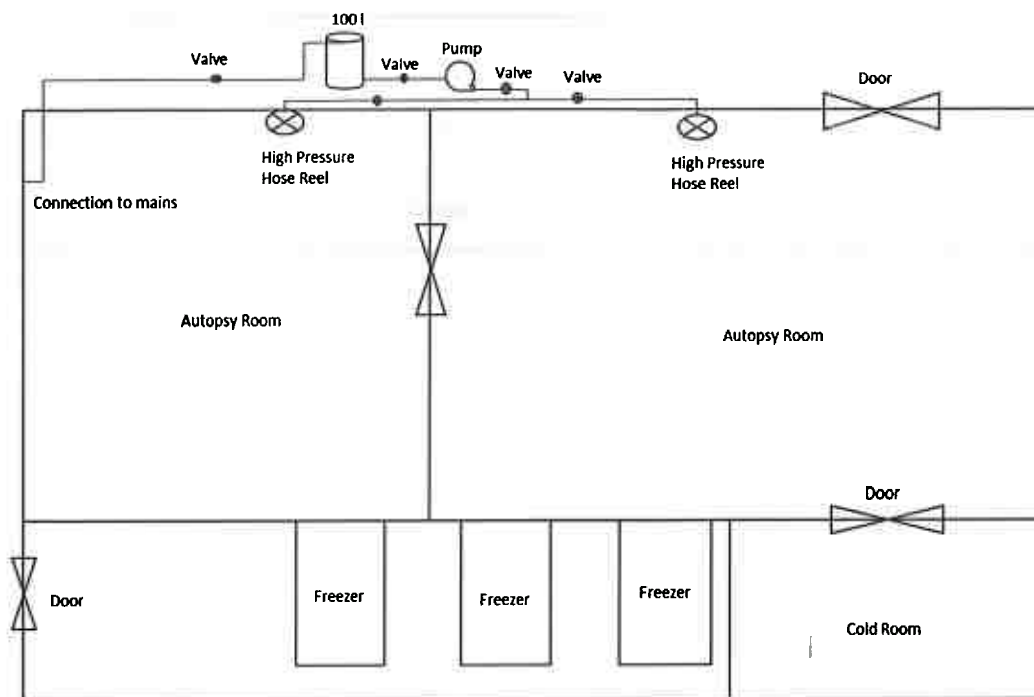 100 l
Valve
Valve
Pump
Valve
Valve
Door
High Pressure
Hose Reel
High Pressure
Hose Reel
Connection to mains
Autopsy Room
Autopsy Room
Door
Door
Freezer
Freezer
Freezer
Cold Room